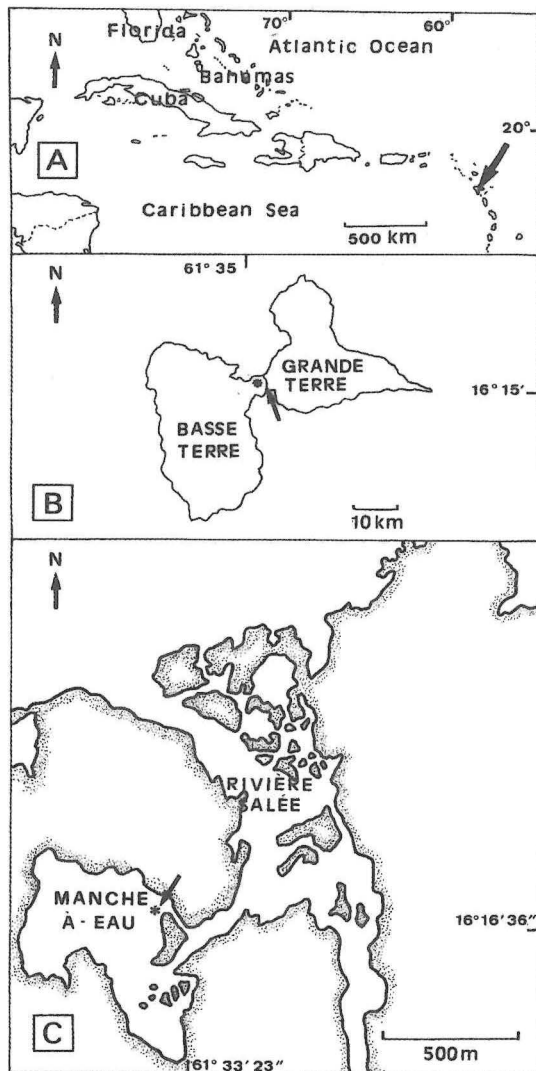 70° 60°
N
Florida
Atlantic Ocean
Bahamas
Cuba
20°
A
Caribbean Sea
500 km
61° 35
N
GRANDE
TERRE
16° 15'
BASSE
TERRE
B
10 km
N
RIVIÈRE
SALÉE
MANCHE
À - EAU
16° 16' 36"
C
61° 33' 23"
500m